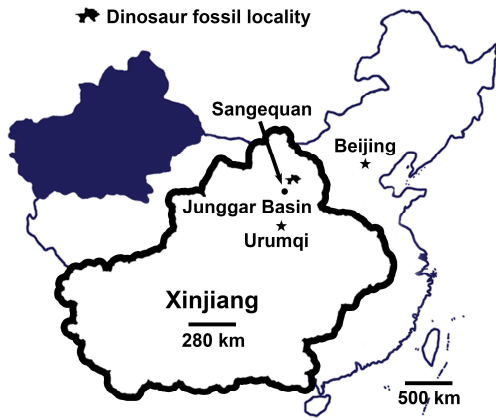 Dinosaur fossil locality
Sangequan
Beijing
Junggar Basin
Urumqi
Xinjiang
280 km
500 km